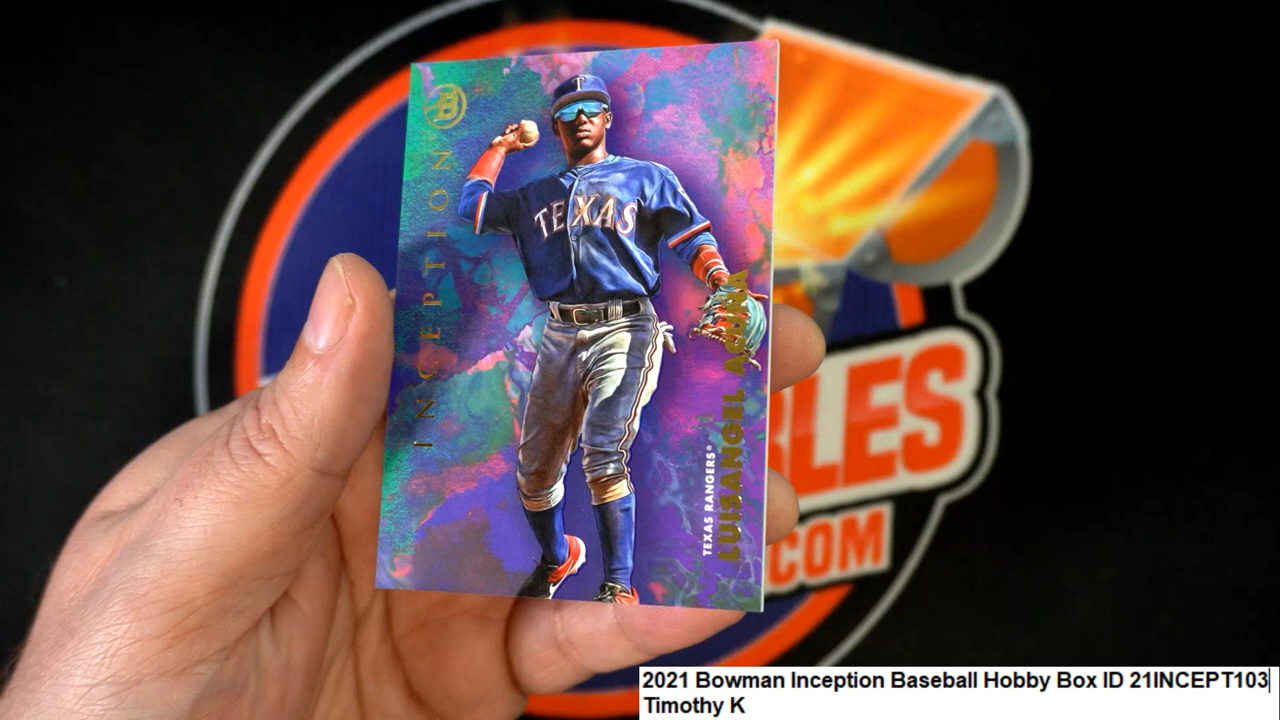 INCEPTION
B
T
TEXAS
TEXAS RANGERS®
LUISANGEL ACUÑA
BLES
.COM
2021 Bowman Inception Baseball Hobby Box ID 21INCEPT103
Timothy K